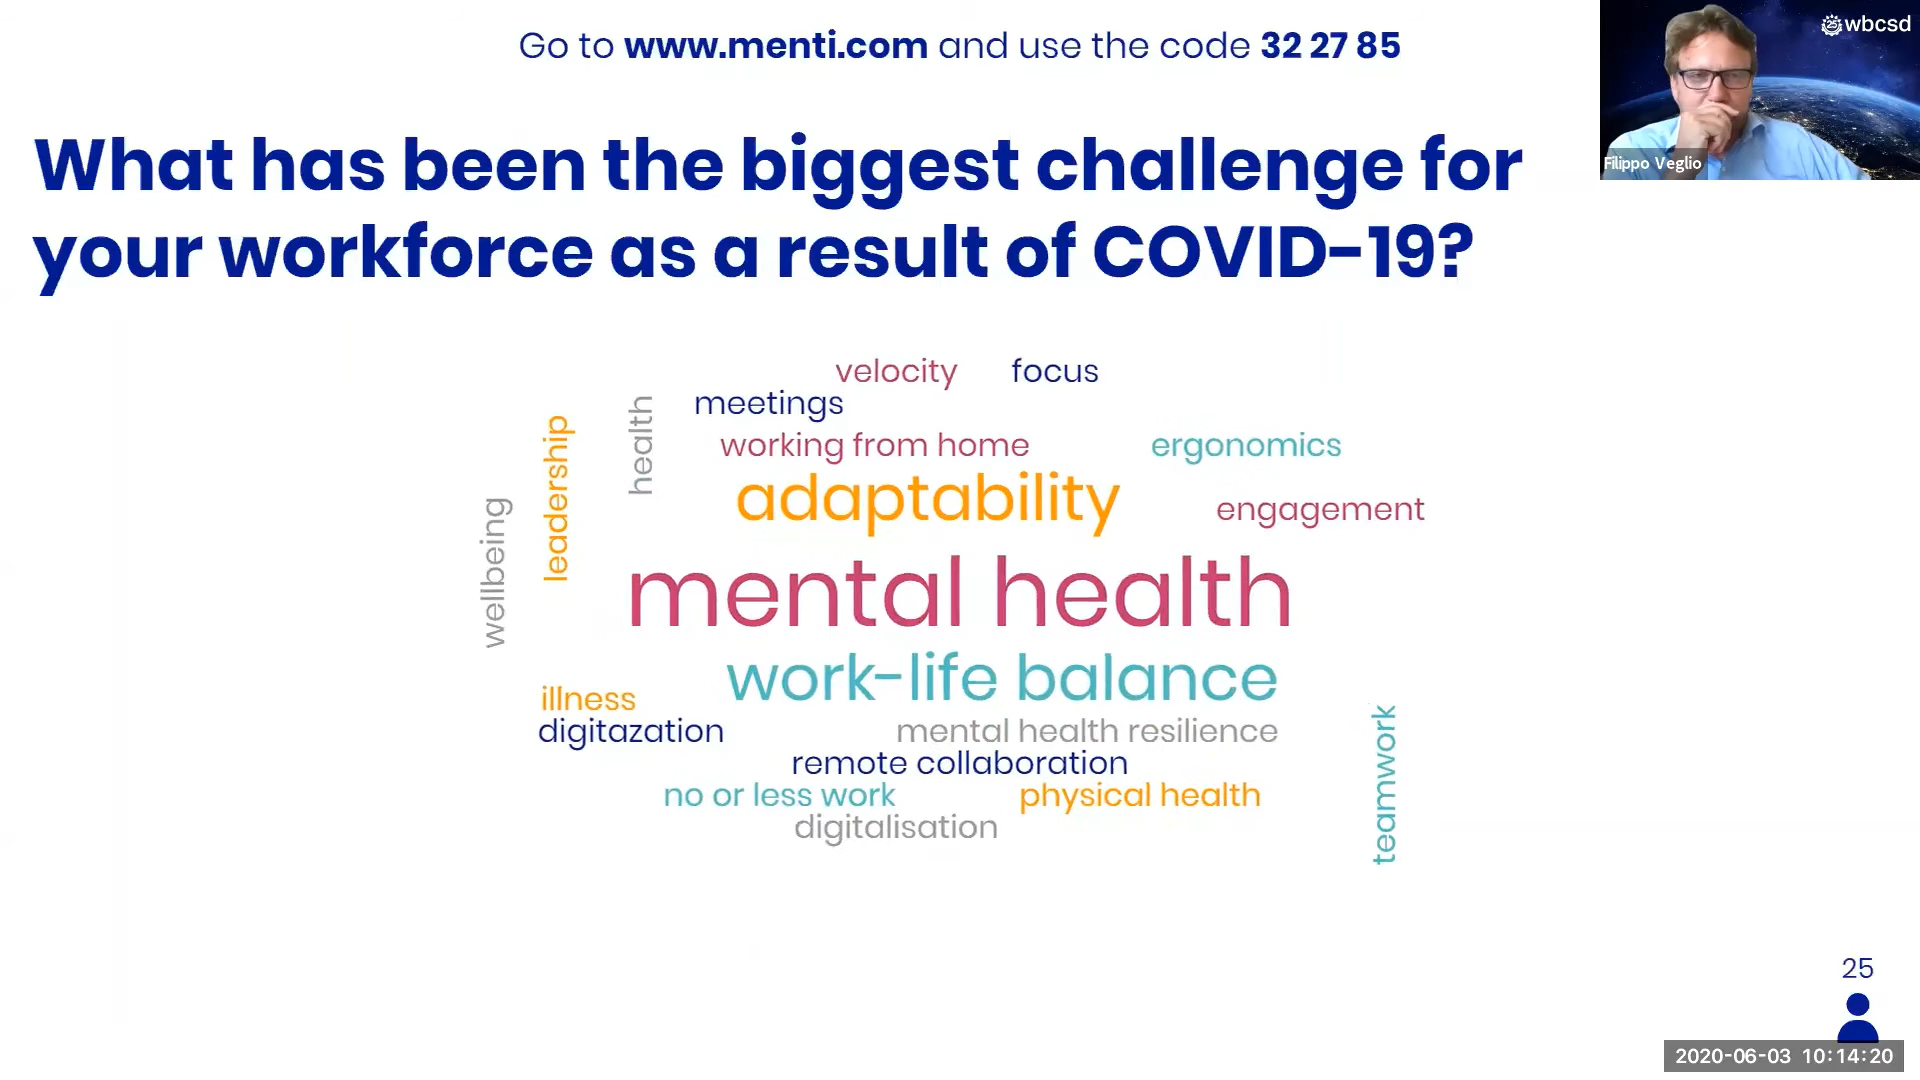 Go to www.menti.com and use the code 32 27 85
wbcsd
Filippo Veglio
What has been the biggest challenge for
your workforce as a result of COVID-19?
velocity
focus
meetings
health
leadership
working from home
ergonomics
adaptability
engagement
wellbeing
mental health
work-life balance
illness
digitazation
mental health resilience
teamwork
remote collaboration
no or less work
physical health
digitalisation
25
2020-06-03 10:14:20